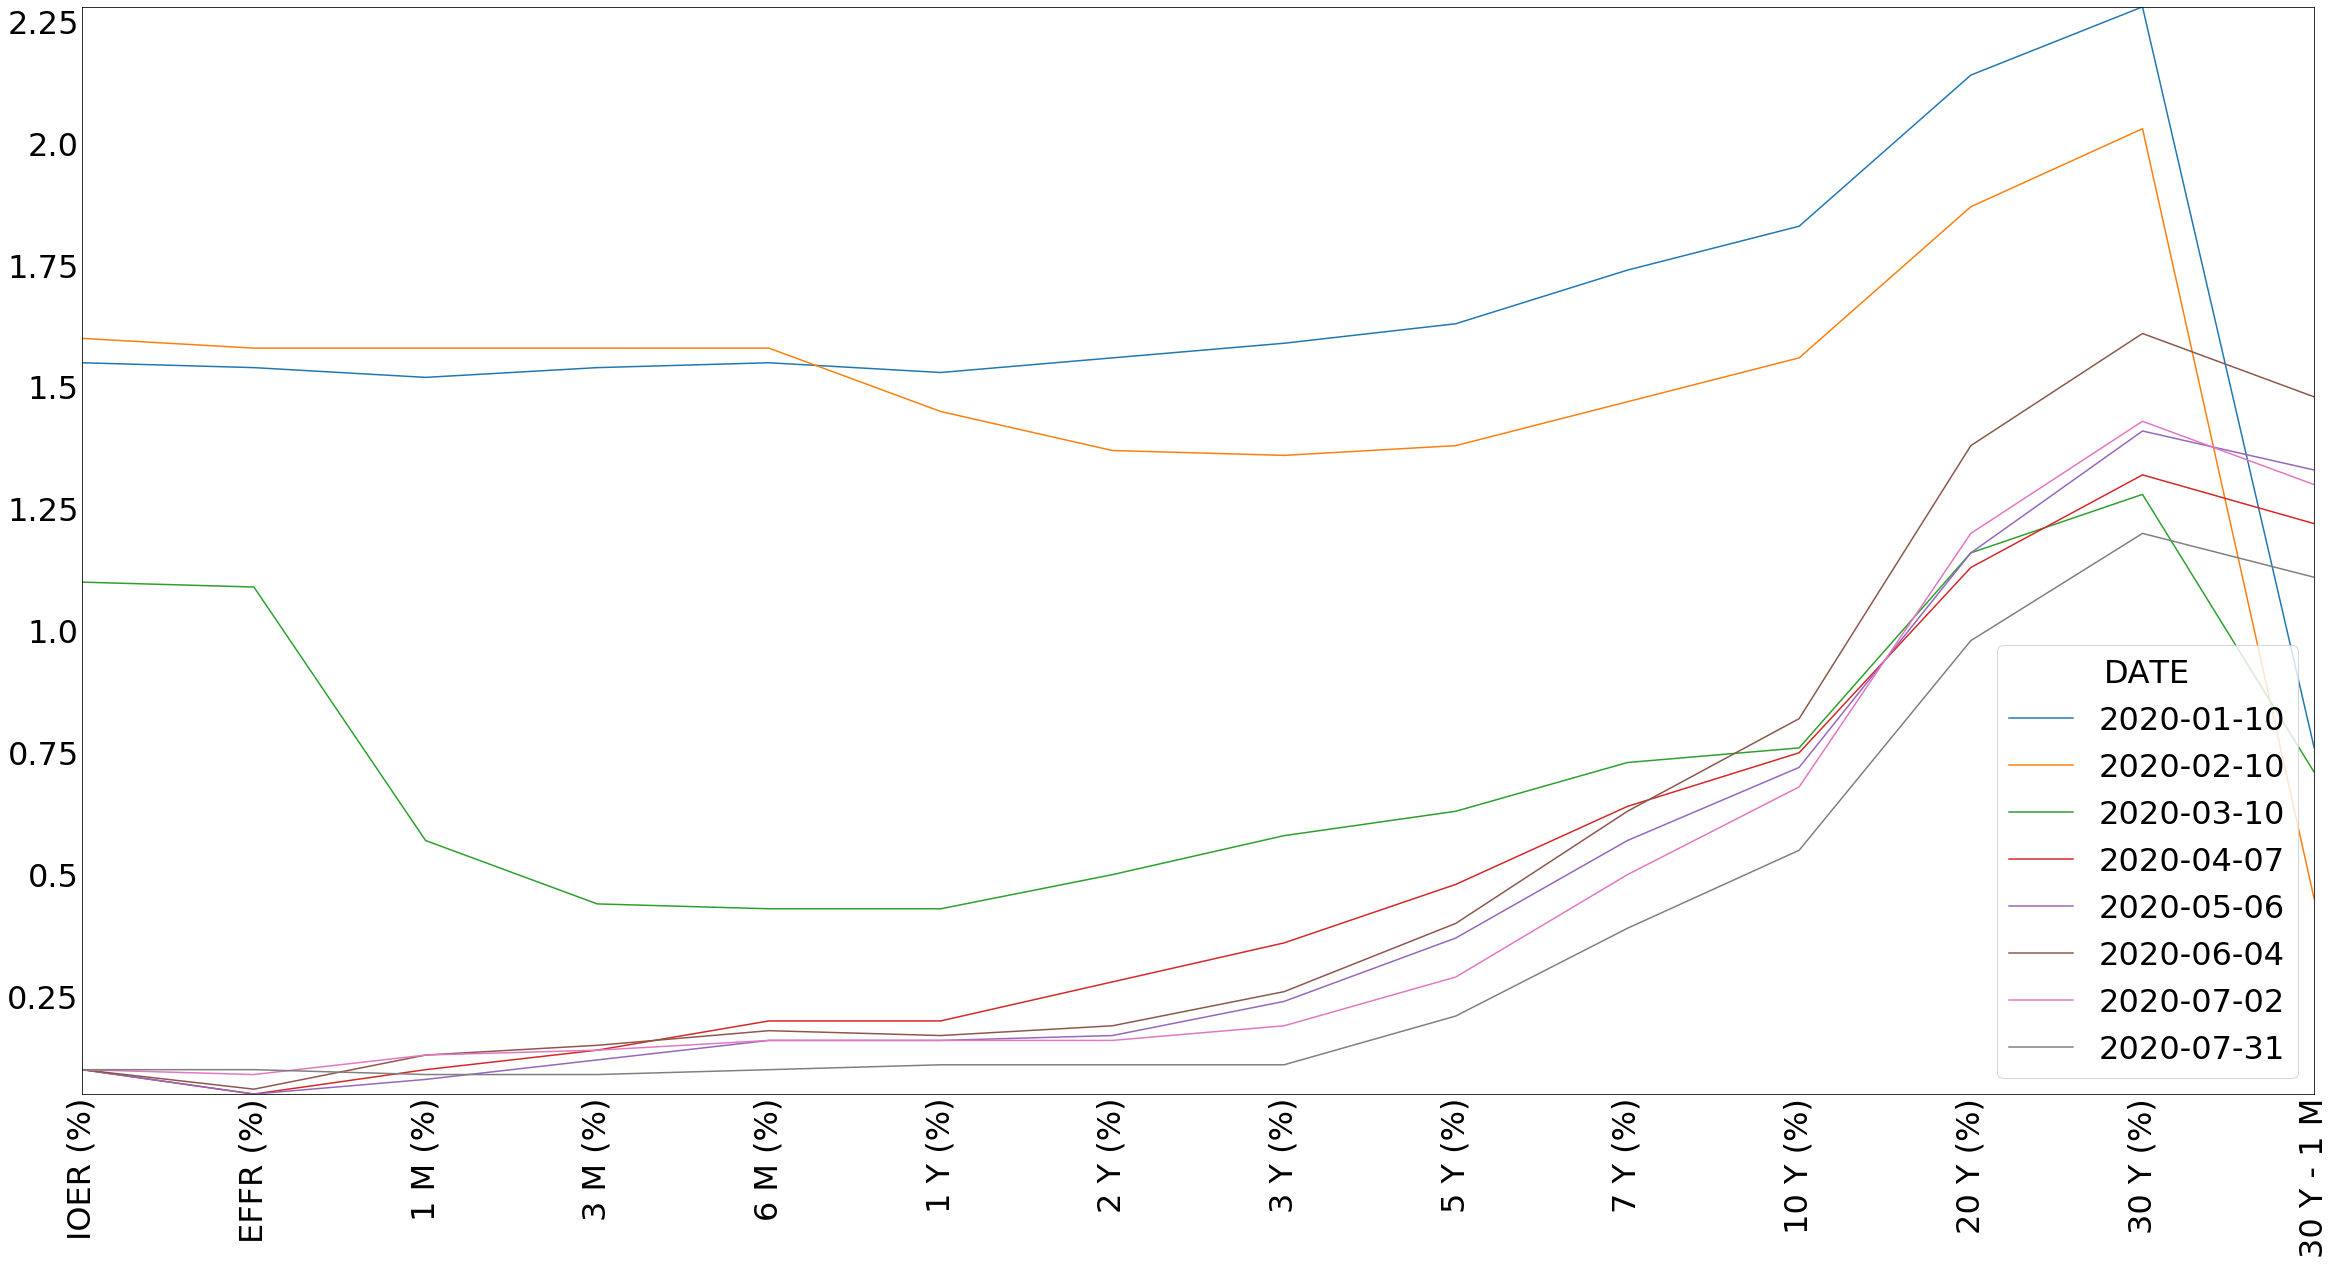 2.25
2.0
1.75
1.5
1.25
1.0
0.75
0.5
0.25
IOER (%)
EFFR (%)
1 M (%)
3 M (%)
6 M (%)
1 Y (%)
2 Y (%)
3 Y (%)
5 Y (%)
7 Y (%)
10 Y (%)
20 Y (%)
30 Y (%)
30 Y - 1 M
DATE
2020-01-10
2020-02-10
2020-03-10
2020-04-07
2020-05-06
2020-06-04
2020-07-02
2020-07-31